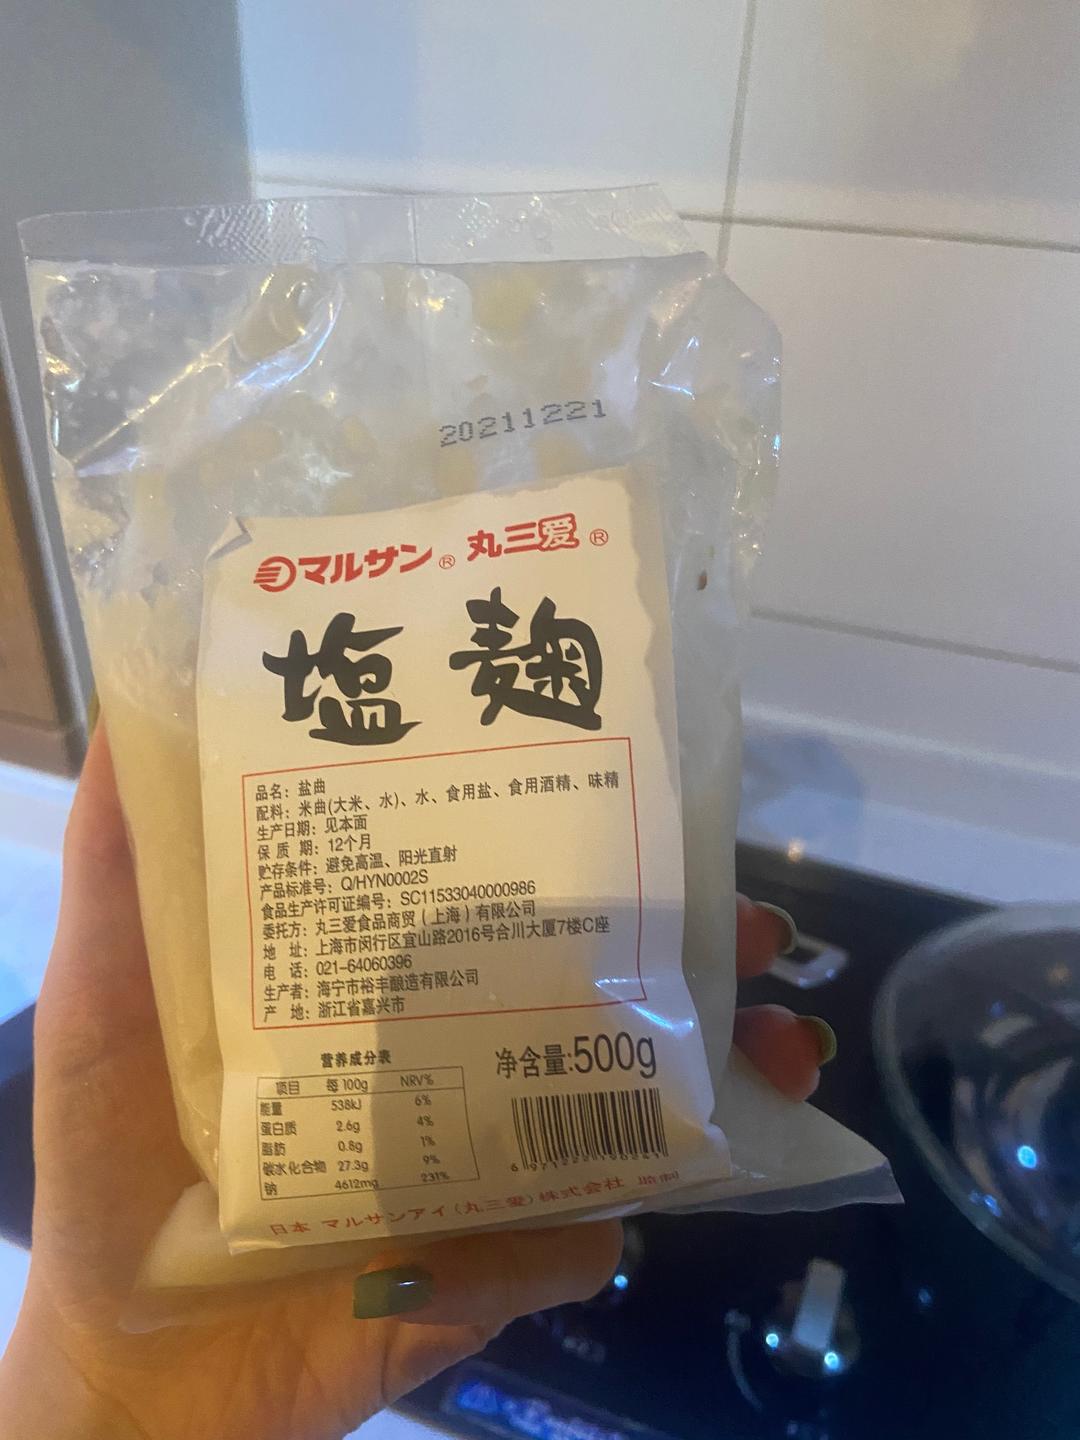 20211221
マルサン® 丸三爱®
塩麹
品名：盐曲
配料：米曲(大米、水)、水、食用盐、食用酒精、味精
生产日期：见本面
保质期：12个月
贮存条件：避免高温、阳光直射
产品标准号：Q/HYN0002S
食品生产许可证编号：SC11533040000986
委托方：丸三爱食品商贸（上海）有限公司
地址：上海市闵行区宜山路2016号合川大厦7楼C座
电话：021-64060396
生产者：海宁市裕丰酿造有限公司
产地：浙江省嘉兴市
营养成分表
项目 每100g NRV%
能量 538kJ 6%
蛋白质 2.6g 4%
脂肪 0.8g 1%
碳水化合物 27.3g 9%
钠 4612mg 231%
净含量:500g
日本 マルサンアイ(丸三爱)株式会社 监制